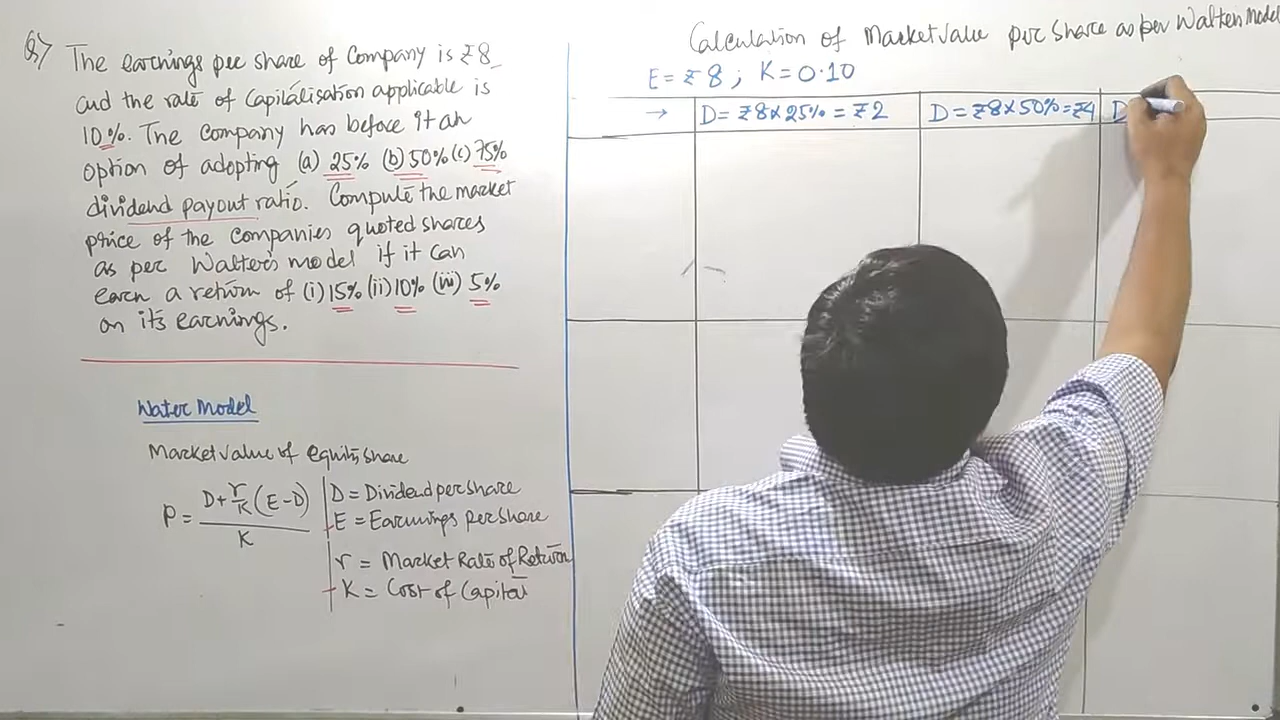 Q) The earnings per share of Company is ₹8
and the rate of Capitalisation applicable is
10%. The Company has before it an
option of adopting (a) 25% (b) 50% (c) 75%
dividend payout ratio. Compute the market
price of the companies quoted shares
as per Walter's model if it can
earn a return of (i) 15% (ii) 10% (iii) 5%
on its earnings.
Water Model
Market value of equity share
P = D + r/K (E - D) / K
D = Dividend per share
E = Earnings per share
r = Market Rate of Return
K = Cost of Capital
Calculation of Market value per share as per Walter Model
E = ₹8 ; K = 0.10
→ D = ₹8 × 25% = ₹2 D = ₹8 × 50% = ₹4 D